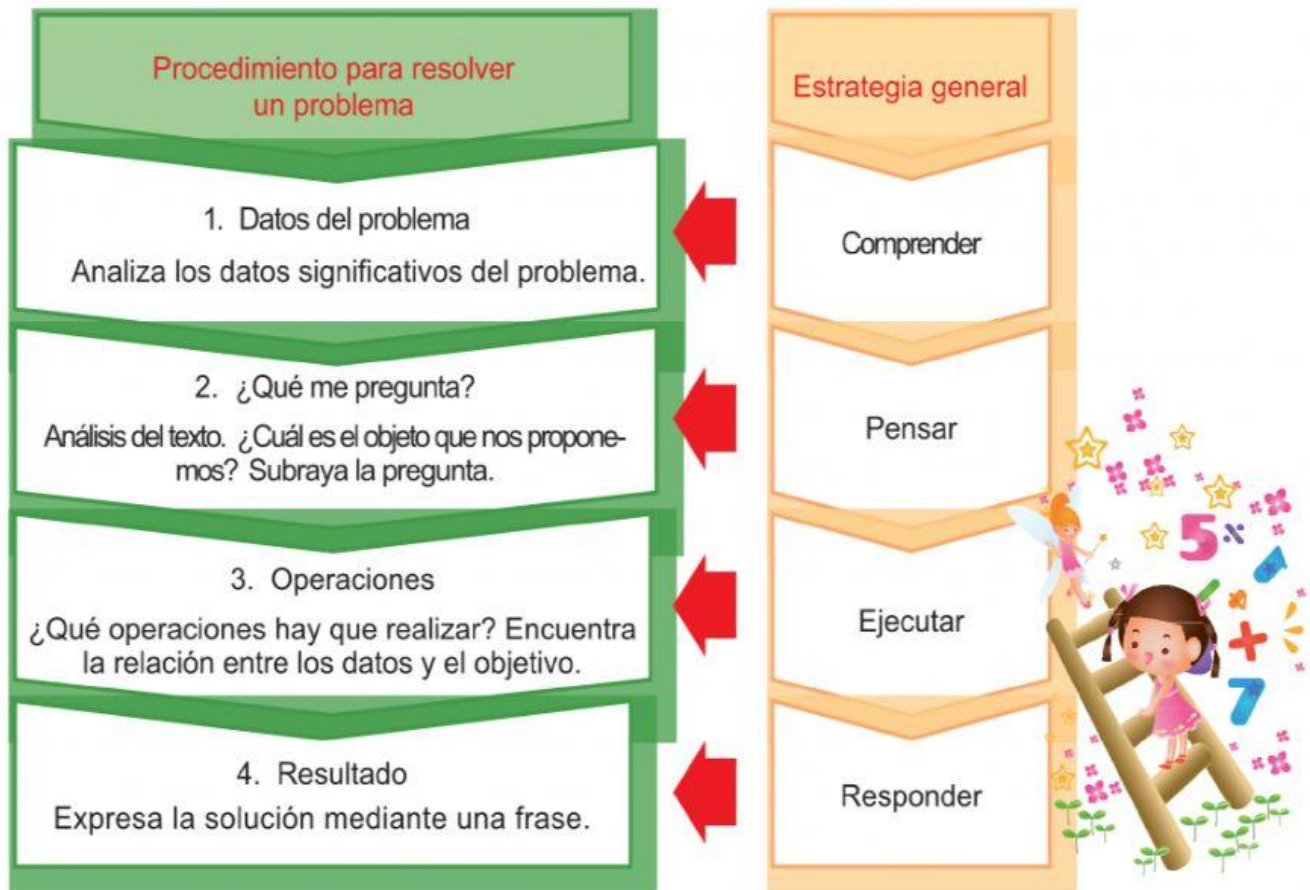 Procedimiento para resolver
un problema
Estrategia general
1. Datos del problema
Analiza los datos significativos del problema.
Comprender
2. ¿Qué me pregunta?
Análisis del texto. ¿Cuál es el objeto que nos propone-
mos? Subraya la pregunta.
Pensar
3. Operaciones
¿Qué operaciones hay que realizar? Encuentra
la relación entre los datos y el objetivo.
Ejecutar
4. Resultado
Expresa la solución mediante una frase.
Responder
5 ÷
1
+
7